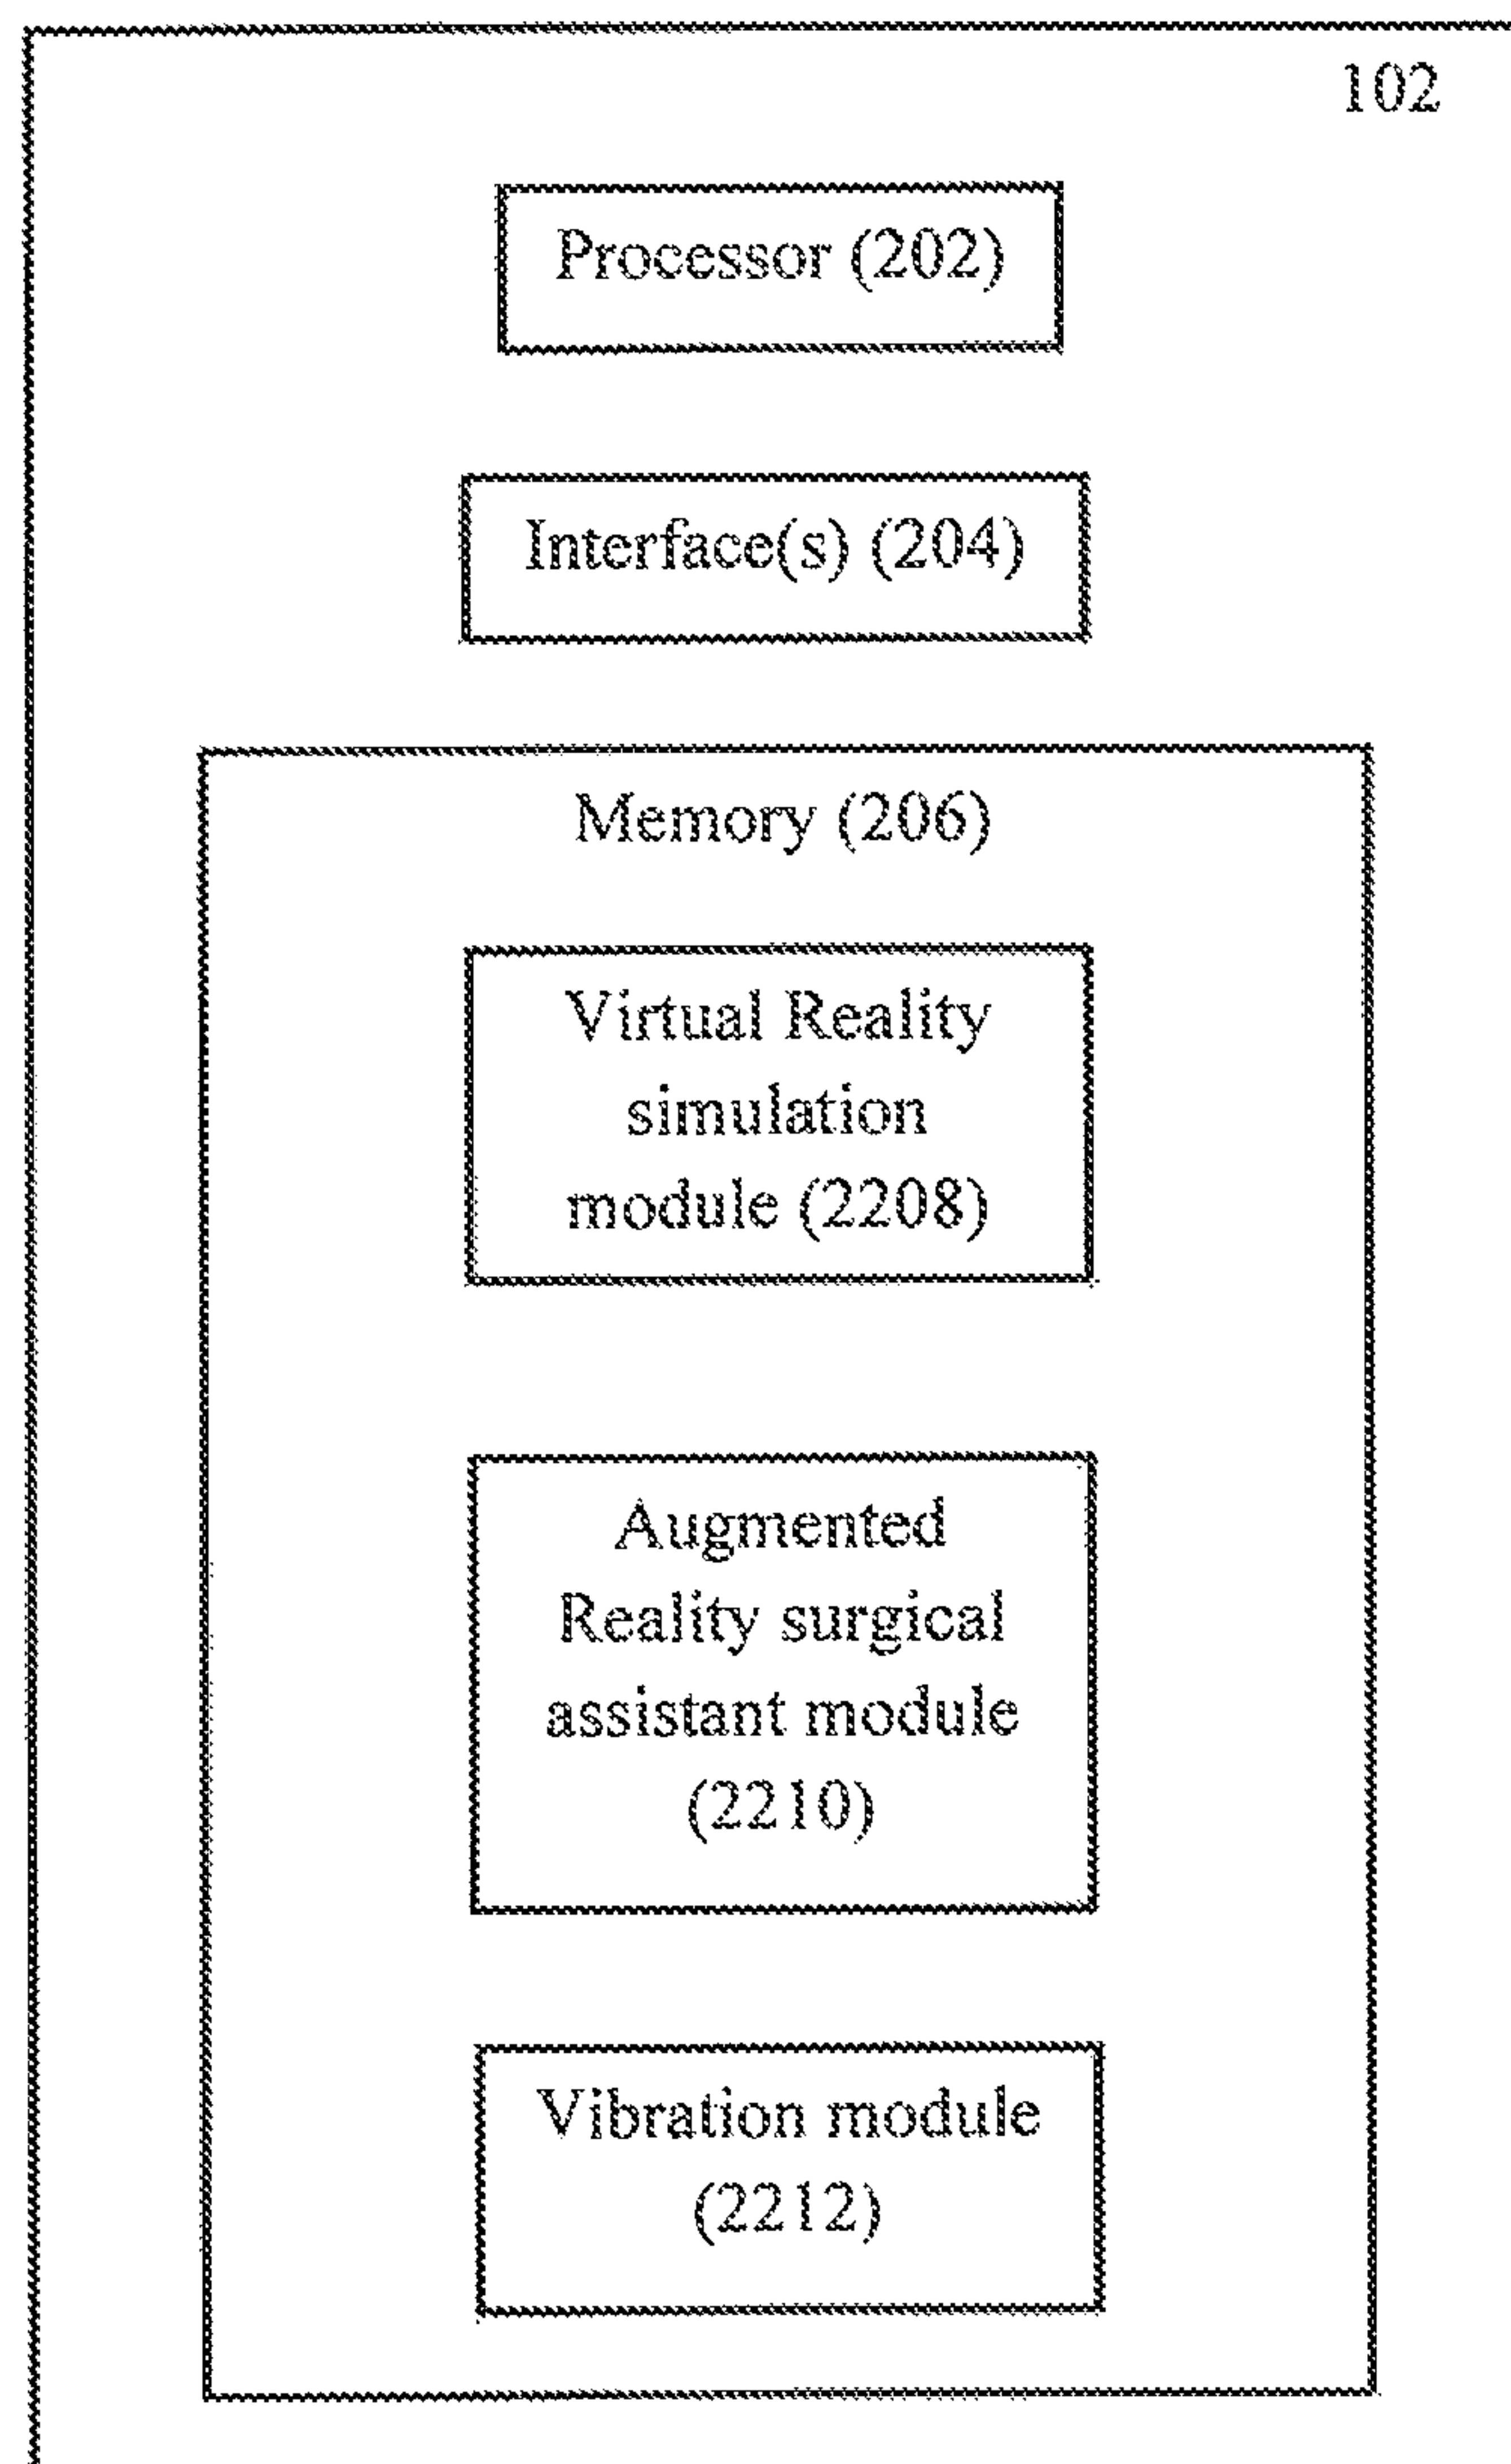 102
Processor (202)
Interface(s) (204)
Memory (206)
Virtual Reality
simulation
module (2208)
Augmented
Reality surgical
assistant module
(2210)
Vibration module
(2212)